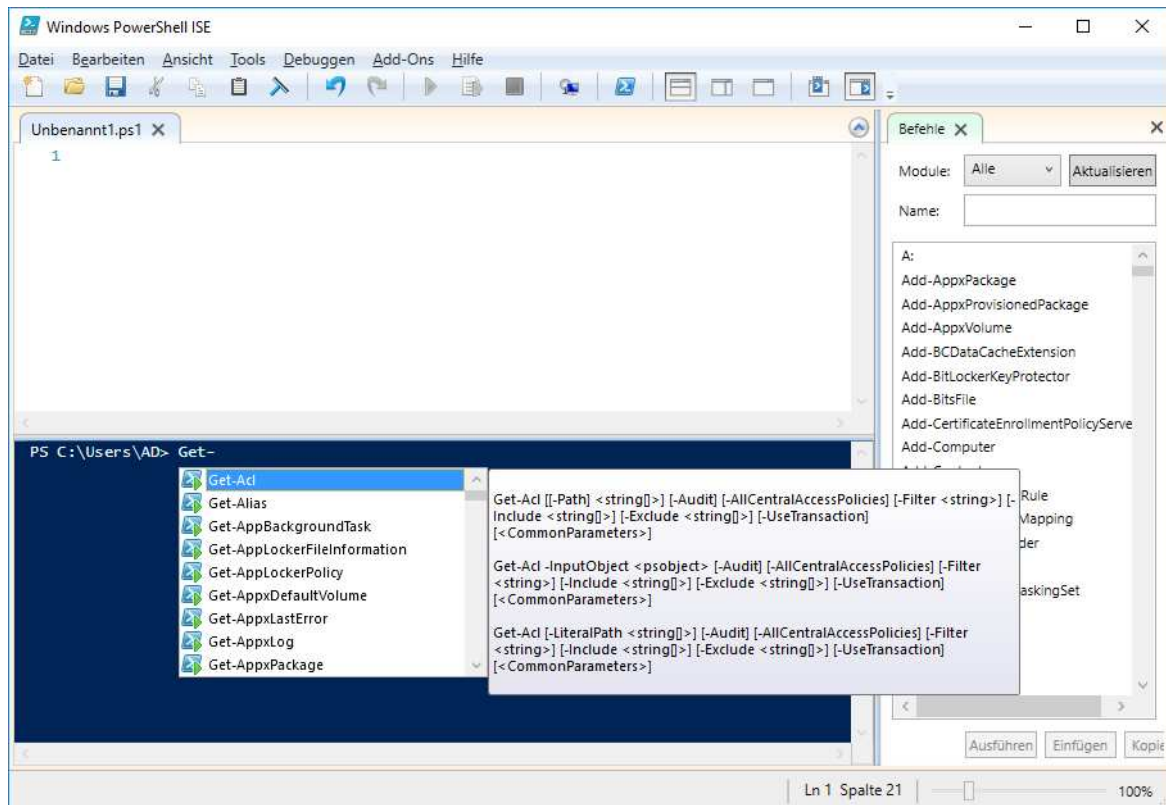 Windows PowerShell ISE
Datei Bearbeiten Ansicht Tools Debuggen Add-Ons Hilfe
Unbenannt1.ps1
1
PS C:\Users\AD> Get-
Get-Acl
Get-Alias
Get-AppBackgroundTask
Get-AppLockerFileInformation
Get-AppLockerPolicy
Get-AppxDefaultVolume
Get-AppxLastError
Get-AppxLog
Get-AppxPackage
Get-Acl [[-Path] <string[]>] [-Audit] [-AllCentralAccessPolicies] [-Filter <string>] [-
Include <string[]>] [-Exclude <string[]>] [-UseTransaction]
[<CommonParameters>]
Get-Acl -InputObject <psobject> [-Audit] [-AllCentralAccessPolicies] [-Filter
<string>] [-Include <string[]>] [-Exclude <string[]>] [-UseTransaction]
[<CommonParameters>]
Get-Acl [-LiteralPath <string[]>] [-Audit] [-AllCentralAccessPolicies] [-Filter
<string>] [-Include <string[]>] [-Exclude <string[]>] [-UseTransaction]
[<CommonParameters>]
Befehle
Module: Alle Aktualisieren
Name:
A:
Add-AppxPackage
Add-AppxProvisionedPackage
Add-AppxVolume
Add-BCDataCacheExtension
Add-BitLockerKeyProtector
Add-BitsFile
Add-CertificateEnrollmentPolicyServe
Add-Computer
Rule
Mapping
der
askingSet
Ausführen Einfügen Kopie
Ln 1 Spalte 21 100%